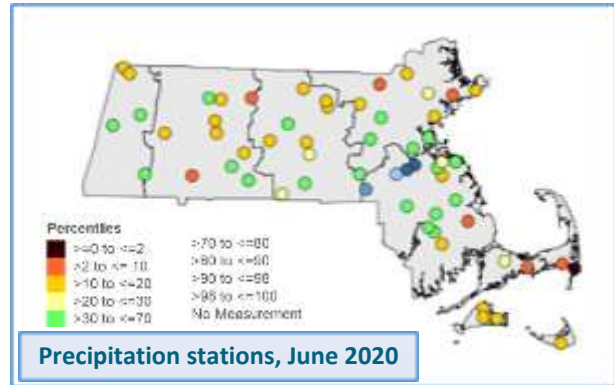 Percentiles
>=0 to <=2
>2 to <= 10
>10 to <=20
>20 to <=30
>30 to <=70
>70 to <=80
>80 to <=90
>90 to <=98
>98 to <=100
No Measurement
Precipitation stations, June 2020